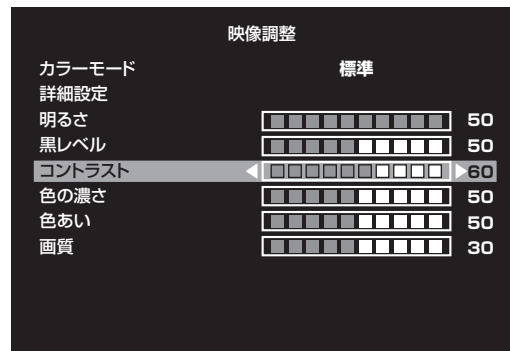 映像調整
カラーモード 標準
詳細設定
明るさ 50
黒レベル 50
コントラスト 60
色の濃さ 50
色あい 50
画質 30